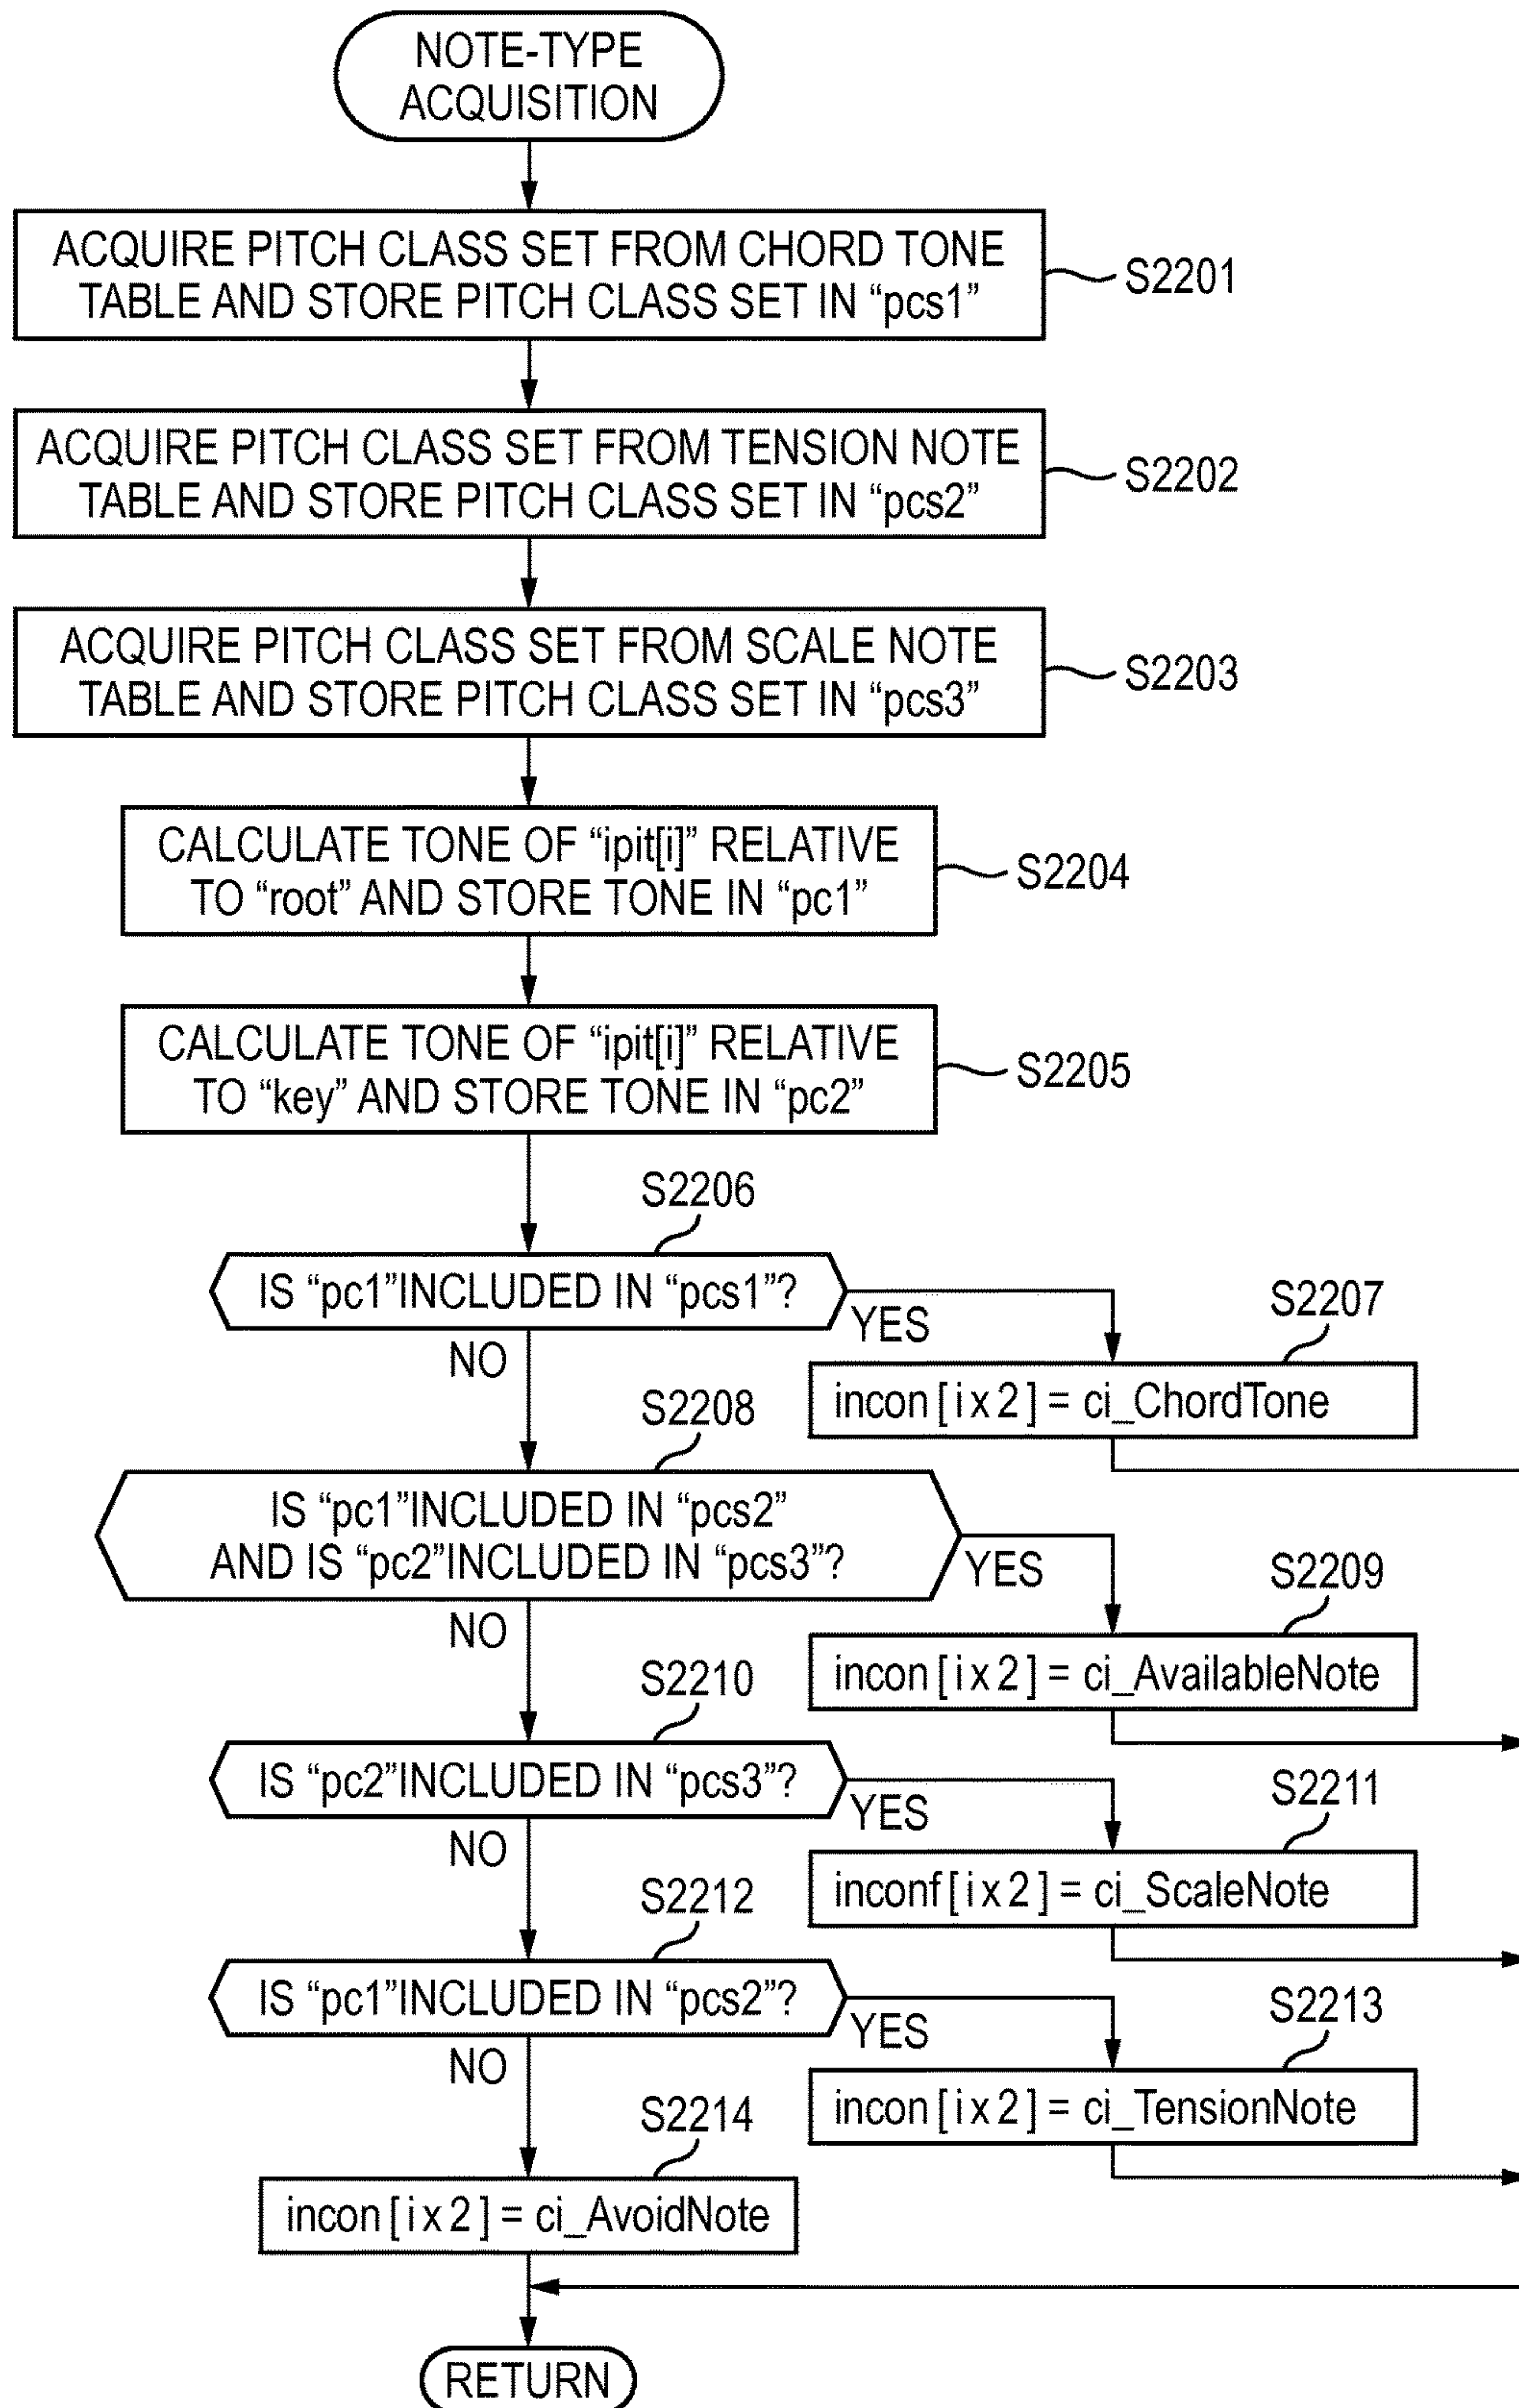 NOTE-TYPE
ACQUISITION
ACQUIRE PITCH CLASS SET FROM CHORD TONE
TABLE AND STORE PITCH CLASS SET IN “pcs1”
S2201
ACQUIRE PITCH CLASS SET FROM TENSION NOTE
TABLE AND STORE PITCH CLASS SET IN “pcs2”
S2202
ACQUIRE PITCH CLASS SET FROM SCALE NOTE
TABLE AND STORE PITCH CLASS SET IN “pcs3”
S2203
CALCULATE TONE OF “ipit[i]” RELATIVE
TO “root” AND STORE TONE IN “pc1”
S2204
CALCULATE TONE OF “ipit[i]” RELATIVE
TO “key” AND STORE TONE IN “pc2”
S2205
S2206
IS “pc1”INCLUDED IN “pcs1”?
YES
NO
S2207
incon [ i x 2 ] = ci_ChordTone
S2208
IS “pc1”INCLUDED IN “pcs2”
AND IS “pc2”INCLUDED IN “pcs3”?
YES
NO
S2209
incon [ i x 2 ] = ci_AvailableNote
S2210
IS “pc2”INCLUDED IN “pcs3”?
YES
NO
S2211
inconf [ i x 2 ] = ci_ScaleNote
S2212
IS “pc1”INCLUDED IN “pcs2”?
YES
NO
S2213
incon [ i x 2 ] = ci_TensionNote
S2214
incon [ i x 2 ] = ci_AvoidNote
RETURN